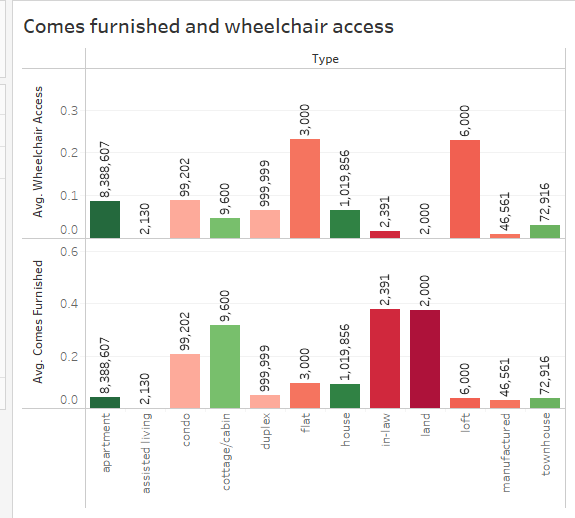 Comes furnished and wheelchair access
Type
Avg. Wheelchair Access
0.3
0.2
0.1
0.0
8,388,607
2,130
99,202
9,600
999,999
3,000
1,019,856
2,391
2,000
6,000
46,561
72,916
Avg. Comes Furnished
0.6
0.4
0.2
0.0
8,388,607
2,130
99,202
9,600
999,999
3,000
1,019,856
2,391
2,000
6,000
46,561
72,916
apartment
assisted living
condo
cottage/cabin
duplex
flat
house
in-law
land
loft
manufactured
townhouse